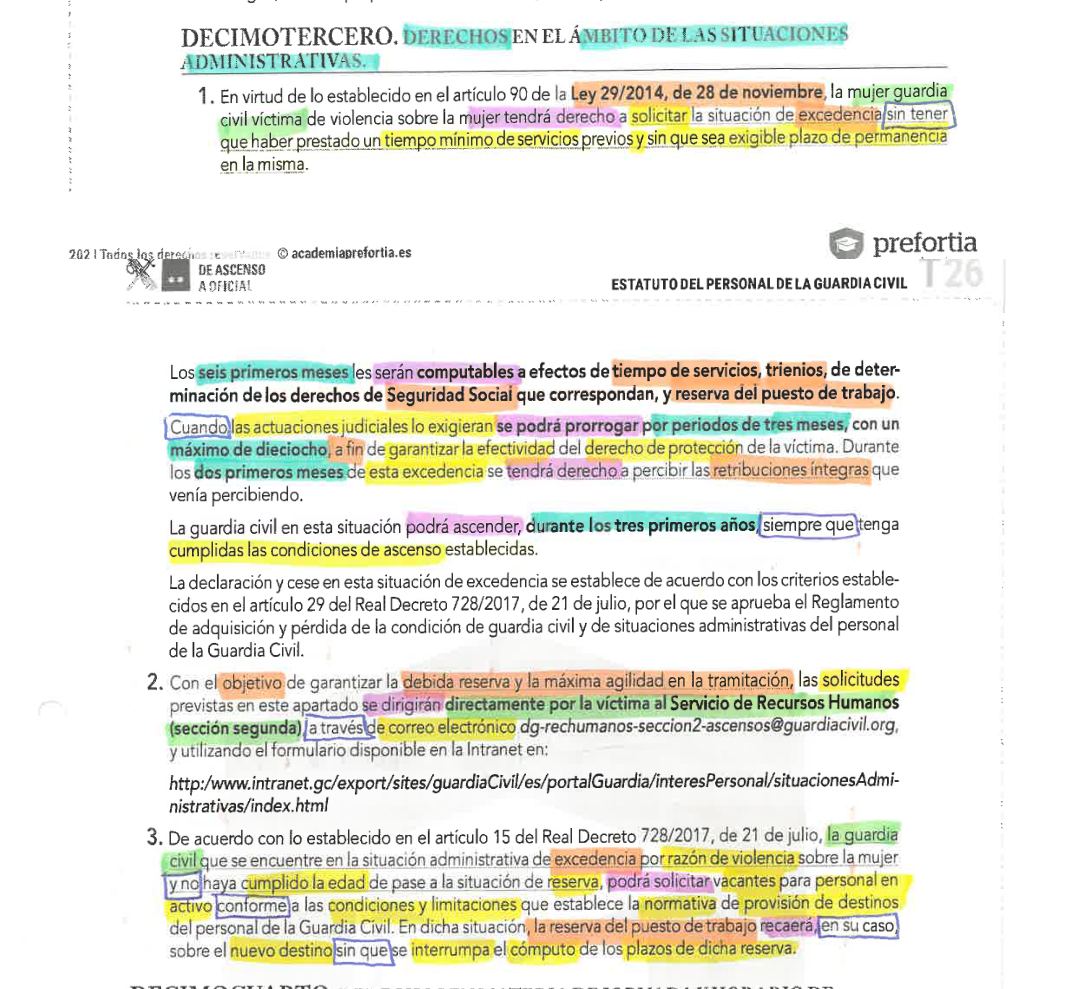 DECIMOTERCERO. DERECHOS EN EL ÁMBITO DE LAS SITUACIONES
ADMINISTRATIVAS.
1. En virtud de lo establecido en el artículo 90 de la Ley 29/2014, de 28 de noviembre, la mujer guardia
civil víctima de violencia sobre la mujer tendrá derecho a solicitar la situación de excedencia sin tener
que haber prestado un tiempo mínimo de servicios previos y sin que sea exigible plazo de permanencia
en la misma.
202 | Todos los derechos © academiaprefortia.es
prefortia
DE ASCENSO
A OFICIAL
ESTATUTO DEL PERSONAL DE LA GUARDIA CIVIL T26
Los seis primeros meses les serán computables a efectos de tiempo de servicios, trienios, de deter-
minación de los derechos de Seguridad Social que correspondan, y reserva del puesto de trabajo.
Cuando las actuaciones judiciales lo exigieran se podrá prorrogar por periodos de tres meses, con un
máximo de dieciocho, a fin de garantizar la efectividad del derecho de protección de la víctima. Durante
los dos primeros meses de esta excedencia se tendrá derecho a percibir las retribuciones íntegras que
venía percibiendo.
La guardia civil en esta situación podrá ascender, durante los tres primeros años, siempre que tenga
cumplidas las condiciones de ascenso establecidas.
La declaración y cese en esta situación de excedencia se establece de acuerdo con los criterios estable-
cidos en el artículo 29 del Real Decreto 728/2017, de 21 de julio, por el que se aprueba el Reglamento
de adquisición y pérdida de la condición de guardia civil y de situaciones administrativas del personal
de la Guardia Civil.
2. Con el objetivo de garantizar la debida reserva y la máxima agilidad en la tramitación, las solicitudes
previstas en este apartado se dirigirán directamente por la víctima al Servicio de Recursos Humanos
(sección segunda) a través de correo electrónico dg-rechumanos-seccion2-ascensos@guardiacivil.org,
y utilizando el formulario disponible en la Intranet en:
http:/www.intranet.gc/export/sites/guardiaCivil/es/portalGuardia/interesPersonal/situacionesAdmi-
nistrativas/index.html
3. De acuerdo con lo establecido en el artículo 15 del Real Decreto 728/2017, de 21 de julio, la guardia
civil que se encuentre en la situación administrativa de excedencia por razón de violencia sobre la mujer
y no haya cumplido la edad de pase a la situación de reserva, podrá solicitar vacantes para personal en
activo conforme a las condiciones y limitaciones que establece la normativa de provisión de destinos
del personal de la Guardia Civil. En dicha situación, la reserva del puesto de trabajo recaerá, en su caso,
sobre el nuevo destino sin que se interrumpa el cómputo de los plazos de dicha reserva.